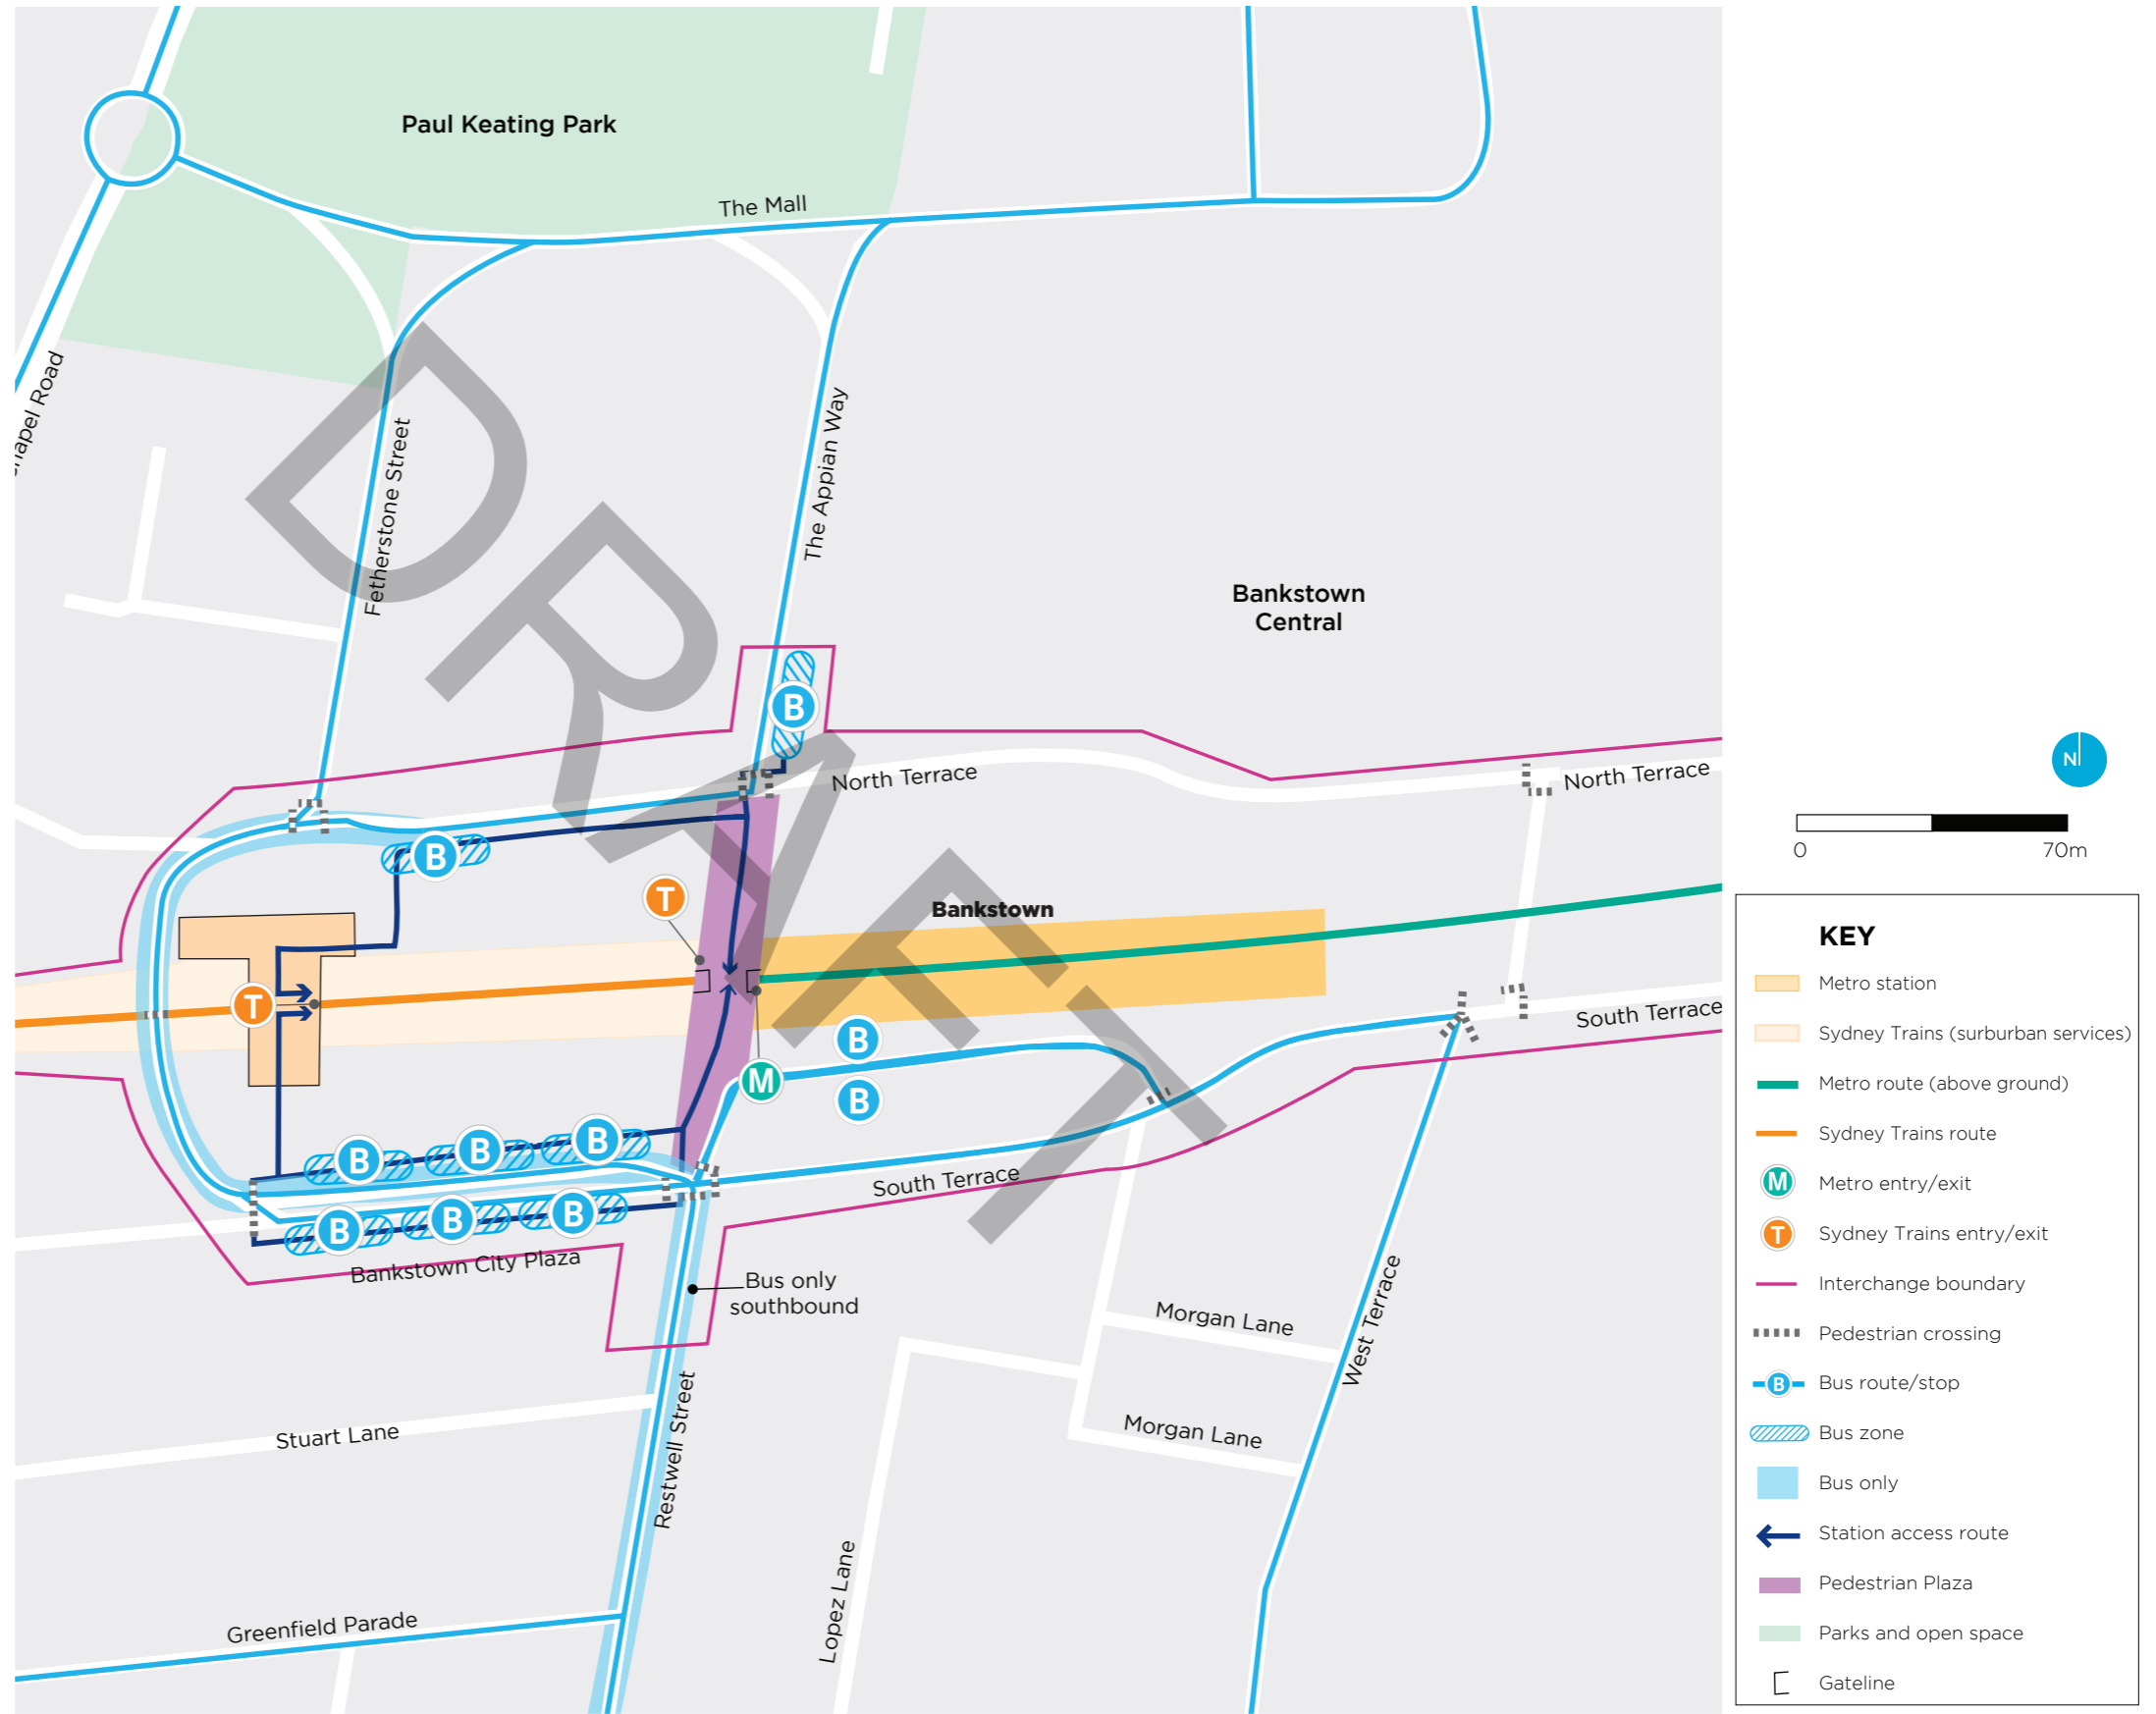 Paul Keating Park
The Mall
hapel Road
Fetherstone Street
The Appian Way
Bankstown
Central
B
North Terrace
North Terrace
B
T
Bankstown
T
South Terrace
B
M
B
B
B
B
South Terrace
B
B
B
Bankstown City Plaza
Bus only
southbound
Morgan Lane
West Terrace
Stuart Lane
Restwell Street
Morgan Lane
Lopez Lane
Greenfield Parade
DRAFT
N
0 70m
KEY
Metro station
Sydney Trains (surburban services)
Metro route (above ground)
Sydney Trains route
M Metro entry/exit
T Sydney Trains entry/exit
Interchange boundary
Pedestrian crossing
B Bus route/stop
Bus zone
Bus only
Station access route
Pedestrian Plaza
Parks and open space
Gateline